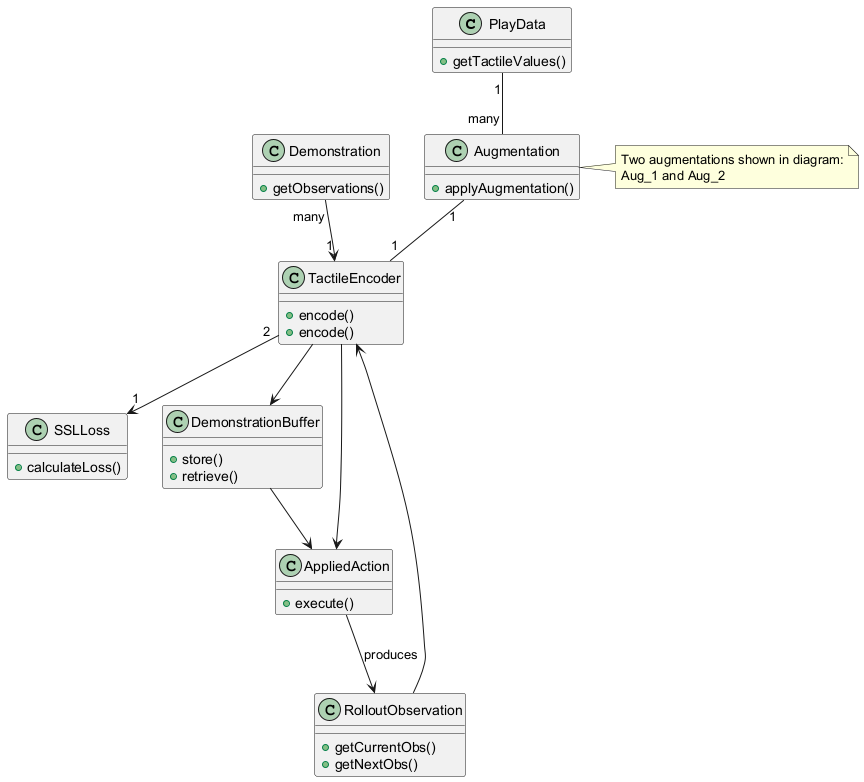 C PlayData
getTactileValues()
1
many
C Demonstration
getObservations()
C Augmentation
applyAugmentation()
Two augmentations shown in diagram:
Aug_1 and Aug_2
many
1
1
1
C TactileEncoder
encode()
encode()
2
1
C SSLLoss
calculateLoss()
C DemonstrationBuffer
store()
retrieve()
C AppliedAction
execute()
produces
C RolloutObservation
getCurrentObs()
getNextObs()